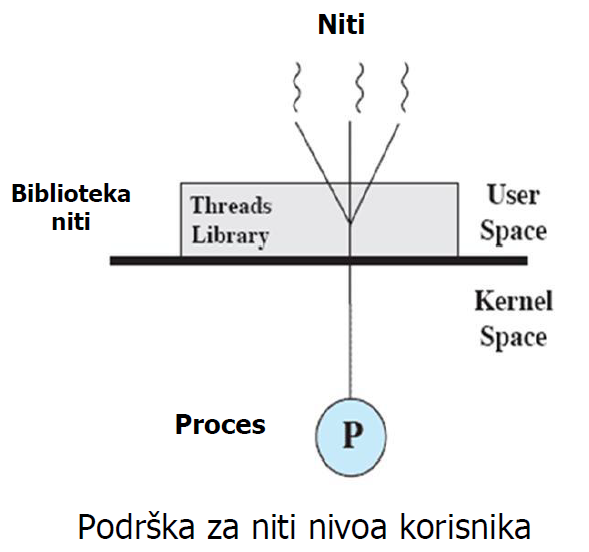 Niti
Biblioteka
niti
Threads
Library
User
Space
Kernel
Space
Proces
P
Podrška za niti nivoa korisnika